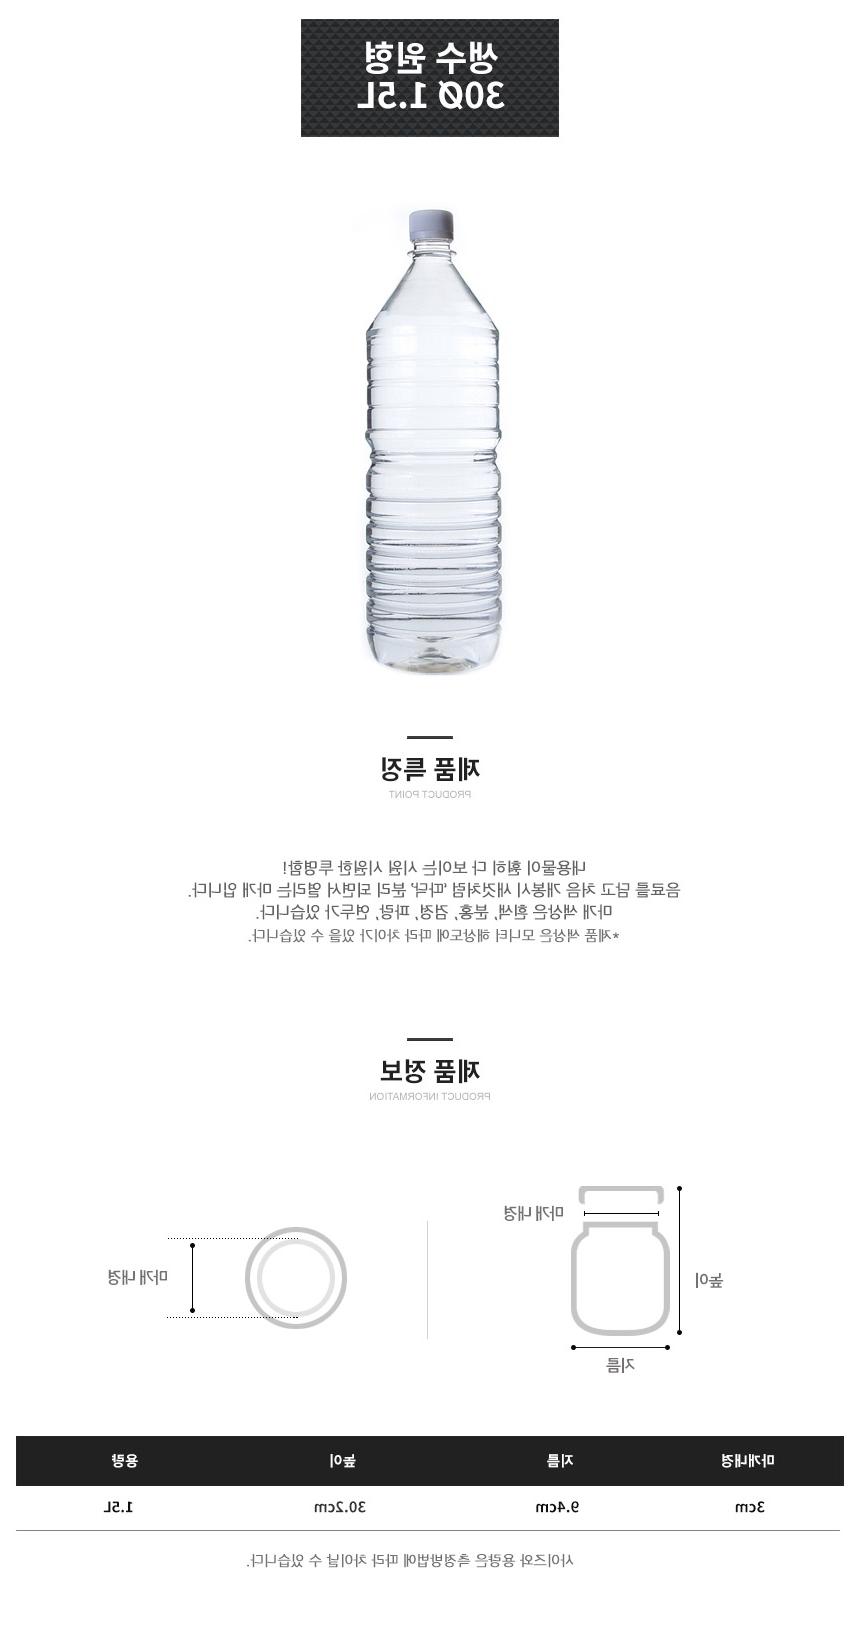 생수 원형
30Ø 1.5L
제품 특징
PRODUCT POINT
내용물이 훤히 다 보이는 시원 시원한 투명함!
음료를 담고 처음 개봉시 새것처럼 '따닥' 분리 되면서 열리는 마개 입니다.
마개 색상은 흰색, 분홍, 검정, 파랑, 연두가 있습니다.
*제품 색상은 모니터 해상도에 따라 차이가 있을 수 있습니다.
제품 정보
PRODUCT INFORMATION
마개 내경
높이
지름
마개 내경
마개내경 지름 높이 용량
3cm 9.4cm 30.2cm 1.5L
사이즈와 용량은 측정방법에 따라 차이날 수 있습니다.